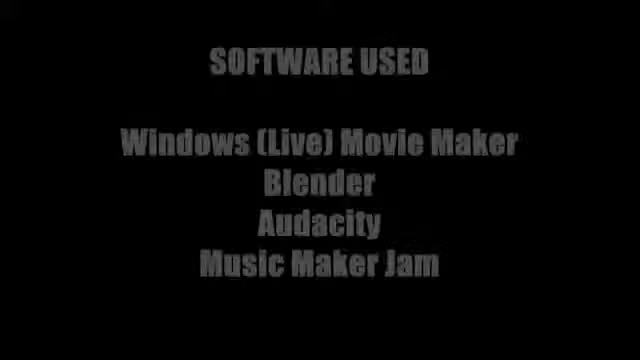 SOFTWARE USED
Windows (Live) Movie Maker
Blender
Audacity
Music Maker Jam